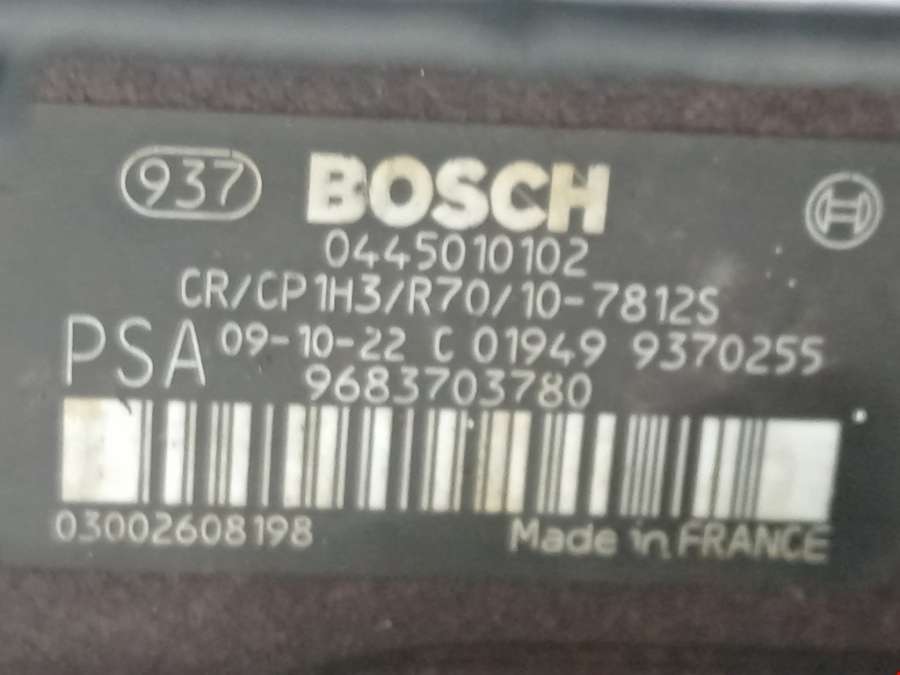 937 BOSCH
0445010102
CR/CP1H3/R70/10-7812S
PSA 09-10-22 C 01949 9370255
9683703780
03002608198 Made in FRANCE